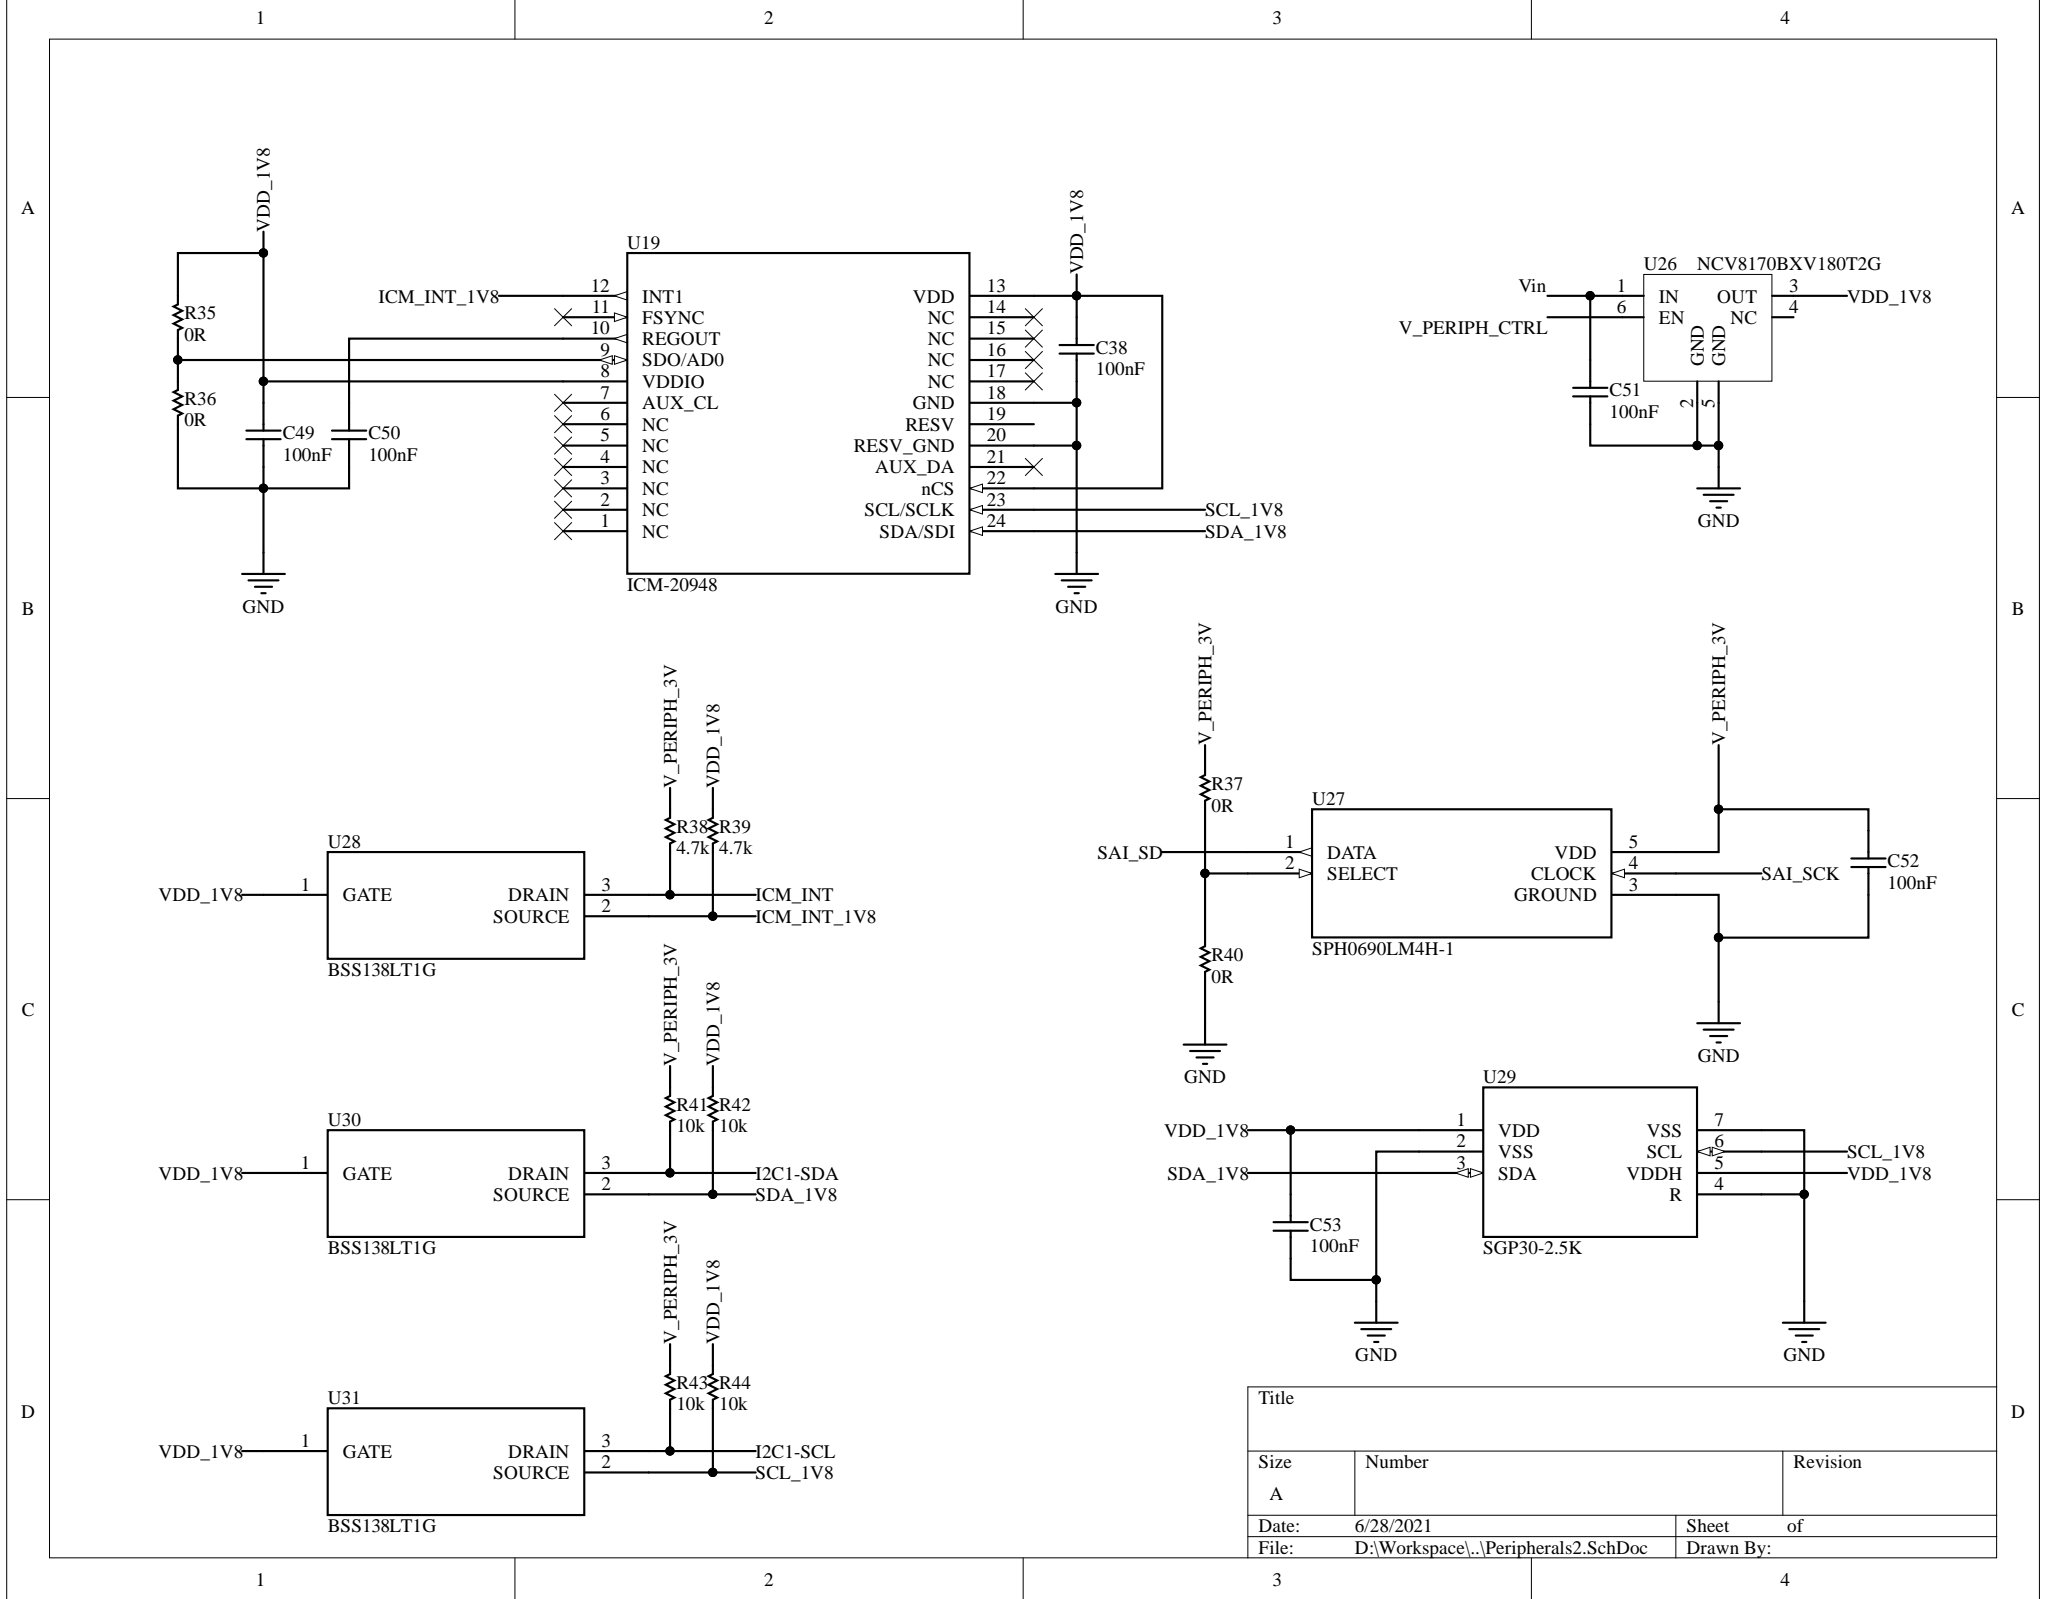 1 2 3 4
A A
B B
C C
D D
1 2 3 4
VDD_1V8
R35
0R
R36
0R
C49
100nF
C50
100nF
GND
ICM_INT_1V8
U19
12 INT1
11 FSYNC
10 REGOUT
9 SDO/AD0
8 VDDIO
7 AUX_CL
6 NC
5 NC
4 NC
3 NC
2 NC
1 NC
VDD 13
NC 14
NC 15
NC 16
NC 17
GND 18
RESV 19
RESV_GND 20
AUX_DA 21
nCS 22
SCL/SCLK 23 SCL_1V8
SDA/SDI 24 SDA_1V8
ICM-20948
VDD_1V8
C38
100nF
GND
U26 NCV8170BXV180T2G
Vin 1 IN OUT 3 VDD_1V8
V_PERIPH_CTRL 6 EN NC 4
GND GND
2 5
C51
100nF
GND
V_PERIPH_3V
VDD_1V8
R38
4.7k
R39
4.7k
U28
VDD_1V8 1 GATE DRAIN 3 ICM_INT
SOURCE 2 ICM_INT_1V8
BSS138LT1G
V_PERIPH_3V
VDD_1V8
R41
10k
R42
10k
U30
VDD_1V8 1 GATE DRAIN 3 I2C1-SDA
SOURCE 2 SDA_1V8
BSS138LT1G
V_PERIPH_3V
VDD_1V8
R43
10k
R44
10k
U31
VDD_1V8 1 GATE DRAIN 3 I2C1-SCL
SOURCE 2 SCL_1V8
BSS138LT1G
V_PERIPH_3V
R37
0R
R40
0R
GND
U27
SAI_SD 1 DATA
2 SELECT
VDD 5
CLOCK 4 SAI_SCK
GROUND 3
SPH0690LM4H-1
V_PERIPH_3V
C52
100nF
GND
U29
VDD_1V8 1 VDD
2 VSS
SDA_1V8 3 SDA
VSS 7
SCL 6 SCL_1V8
VDDH 5 VDD_1V8
R 4
SGP30-2.5K
C53
100nF
GND
GND
Title
Size Number Revision
A
Date: 6/28/2021 Sheet of
File: D:\Workspace\..\Peripherals2.SchDoc Drawn By: